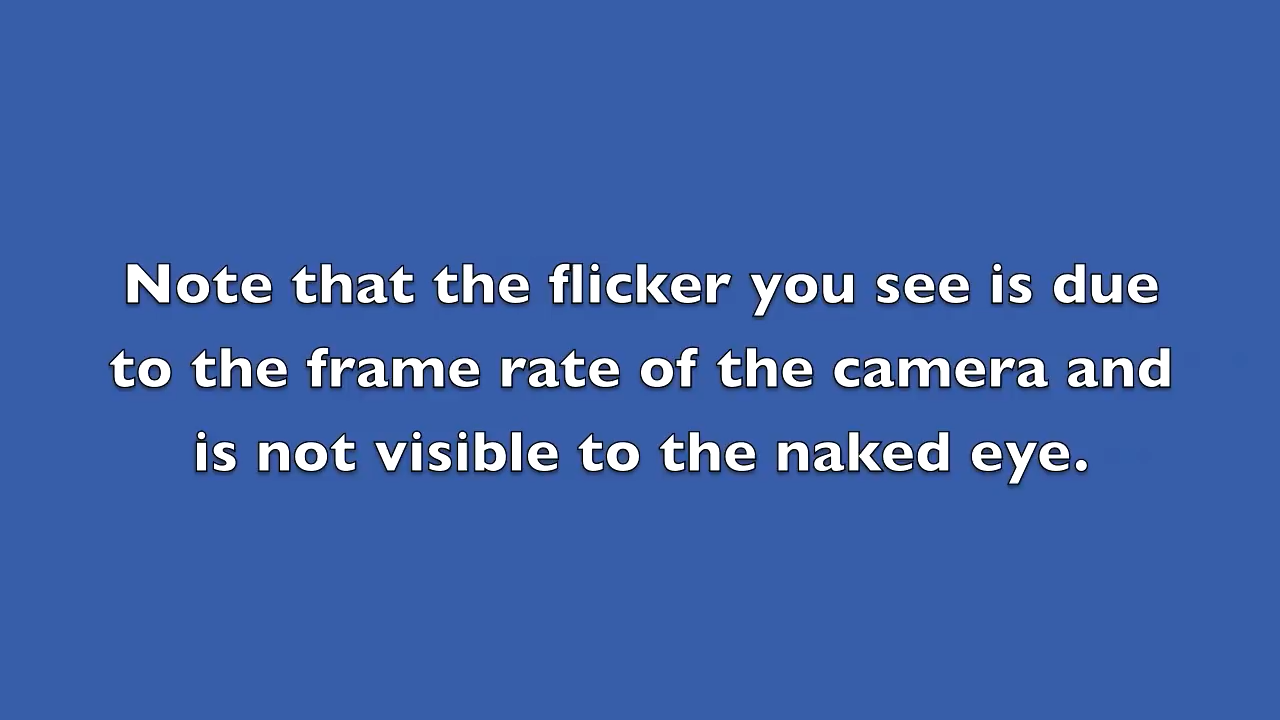 Note that the flicker you see is due
to the frame rate of the camera and
is not visible to the naked eye.